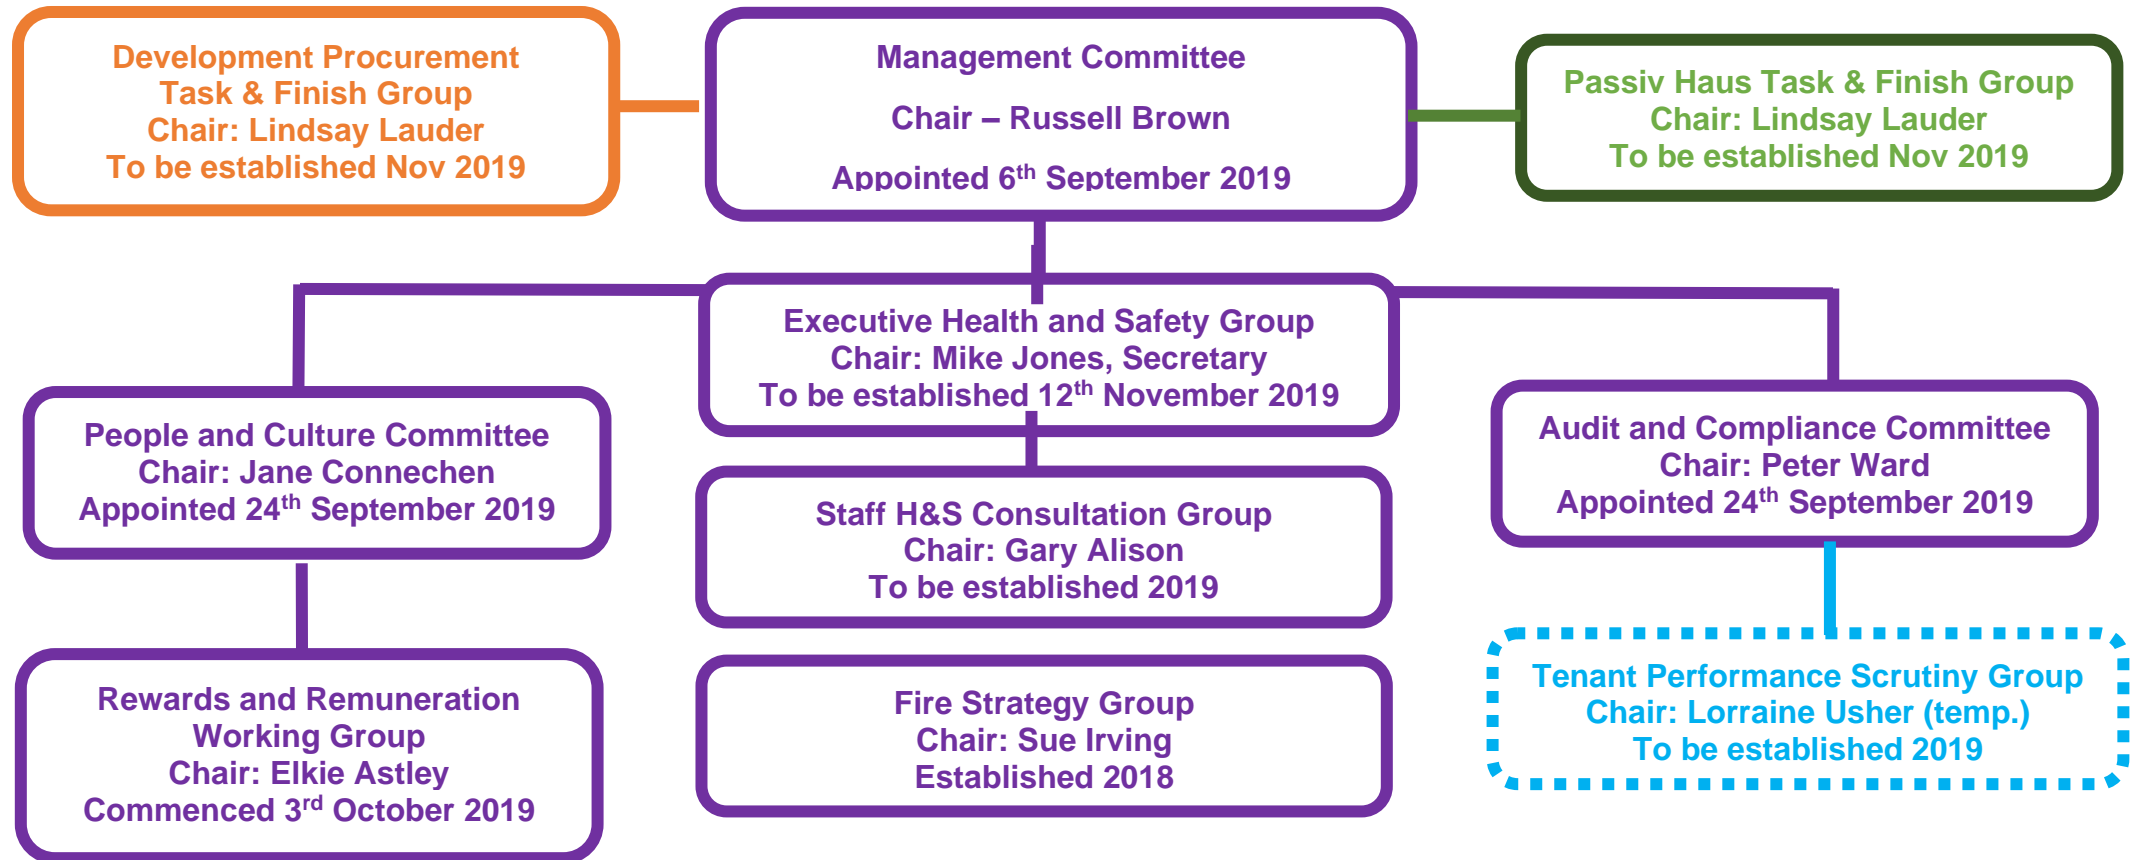 Development Procurement
Task & Finish Group
Chair: Lindsay Lauder
To be established Nov 2019
Management Committee
Chair – Russell Brown
Appointed 6th September 2019
Passiv Haus Task & Finish Group
Chair: Lindsay Lauder
To be established Nov 2019
Executive Health and Safety Group
Chair: Mike Jones, Secretary
To be established 12th November 2019
People and Culture Committee
Chair: Jane Connechen
Appointed 24th September 2019
Audit and Compliance Committee
Chair: Peter Ward
Appointed 24th September 2019
Staff H&S Consultation Group
Chair: Gary Alison
To be established 2019
Rewards and Remuneration
Working Group
Chair: Elkie Astley
Commenced 3rd October 2019
Fire Strategy Group
Chair: Sue Irving
Established 2018
Tenant Performance Scrutiny Group
Chair: Lorraine Usher (temp.)
To be established 2019